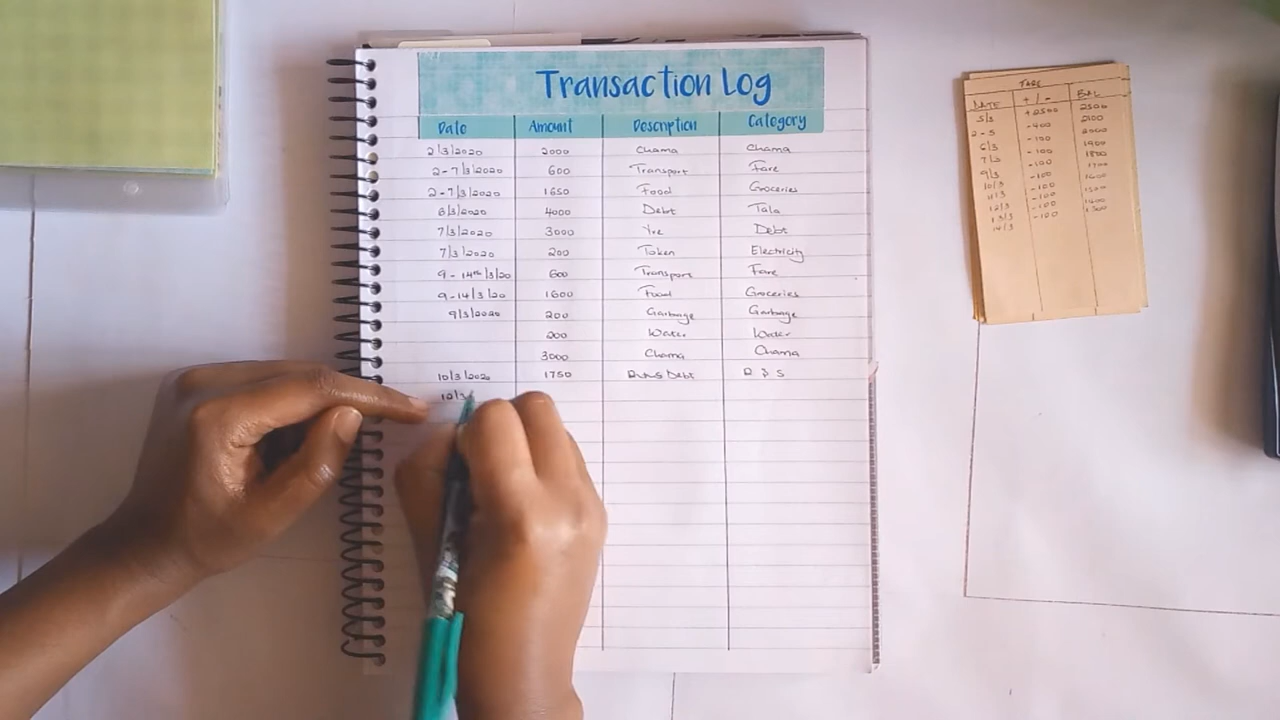 Transaction Log
Date Amount Description Category
2/3/2020 2000 Chama Chama
2-7/3/2020 600 Transport Fare
2-7/3/2020 1650 Food Groceries
6/3/2020 4000 Debt Tala
7/3/2020 3000 Debt
7/3/2020 200 Token Electricity
9-14th/3/20 600 Transport Fare
9-14/3/20 1600 Food Groceries
9/3/2020 200 Garbage Garbage
200 Water Water
3000 Chama Chama
10/3/2020 1750 Debt
FARE
DATE +/- BAL
5/3 +2500 2500
2-5 -400 2100
6/3 -100 2000
7/3 -100 1900
9/3 -100 1800
10/3 -100 1700
11/3 -100 1600
12/3 -100 1500
13/3 -100 1400
14/3 1300